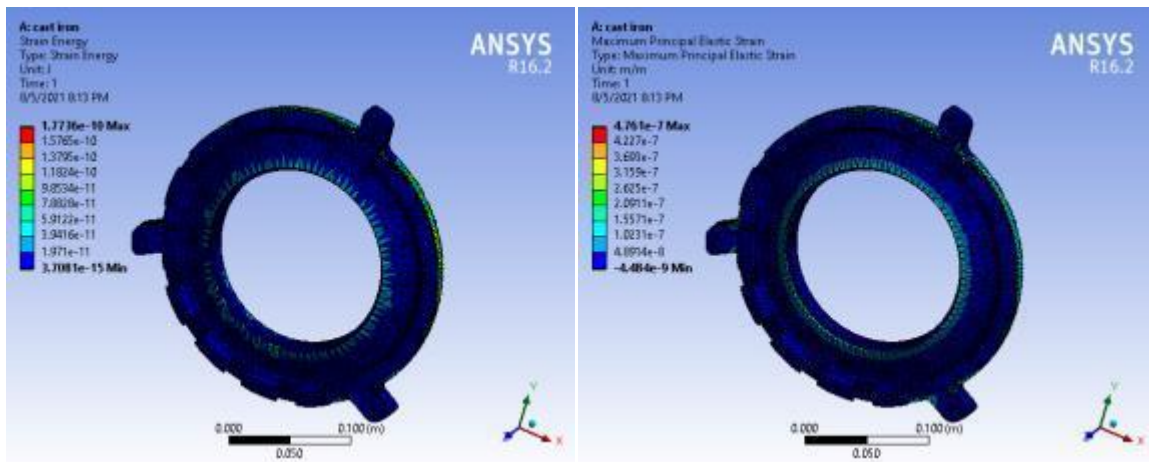 A: cast iron
Strain Energy
Type: Strain Energy
Unit: J
Time: 1
8/5/2021 8:13 PM
ANSYS
R16.2
1.7736e-10 Max
1.5765e-10
1.3795e-10
1.1824e-10
9.8534e-11
7.8828e-11
5.9122e-11
3.9416e-11
1.971e-11
3.7081e-15 Min
0.000
0.100 (m)
0.050
Y
X
Z
A: cast iron
Maximum Principal Elastic Strain
Type: Maximum Principal Elastic Strain
Unit: m/m
Time: 1
8/5/2021 8:13 PM
ANSYS
R16.2
4.761e-7 Max
4.227e-7
3.693e-7
3.159e-7
2.625e-7
2.0911e-7
1.5571e-7
1.0231e-7
4.8914e-8
-4.484e-9 Min
0.000
0.100 (m)
0.050
Y
X
Z